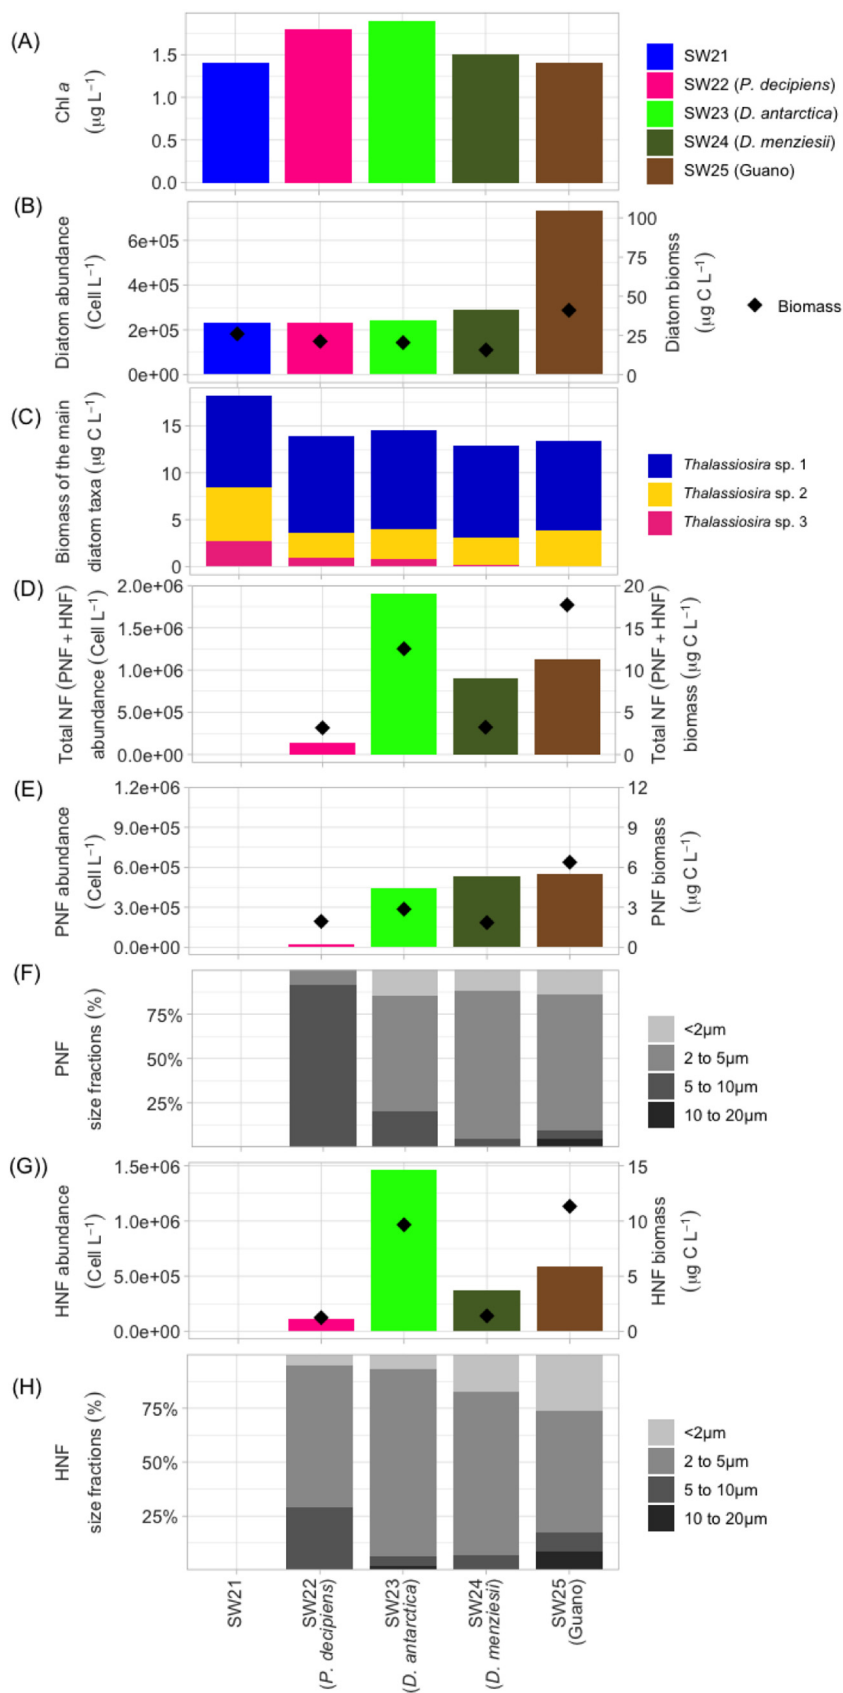 (A)
Chl a
(µg L⁻¹)
1.5
1.0
0.5
0.0
SW21
SW22 (P. decipiens)
SW23 (D. antarctica)
SW24 (D. menziesii)
SW25 (Guano)
(B)
Diatom abundance
(Cell L⁻¹)
6e+05
4e+05
2e+05
0e+00
100
75
50
25
0
Diatom biomss
(µg C L⁻¹)
Biomass
(C)
Biomass of the main
diatom taxa (µg C L⁻¹)
15
10
5
0
Thalassiosira sp. 1
Thalassiosira sp. 2
Thalassiosira sp. 3
(D)
Total NF (PNF + HNF)
abundance (Cell L⁻¹)
2.0e+06
1.5e+06
1.0e+06
5.0e+05
0.0e+00
20
15
10
5
0
Total NF (PNF + HNF)
biomass (µg C L⁻¹)
(E)
PNF abundance
(Cell L⁻¹)
1.2e+06
9.0e+05
6.0e+05
3.0e+05
0.0e+00
12
9
6
3
0
PNF biomass
(µg C L⁻¹)
(F)
PNF
size fractions (%)
75%
50%
25%
<2µm
2 to 5µm
5 to 10µm
10 to 20µm
(G))
HNF abundance
(Cell L⁻¹)
1.5e+06
1.0e+06
5.0e+05
0.0e+00
15
10
5
0
HNF biomass
(µg C L⁻¹)
(H)
HNF
size fractions (%)
75%
50%
25%
<2µm
2 to 5µm
5 to 10µm
10 to 20µm
SW21
SW22
(P. decipiens)
SW23
(D. antarctica)
SW24
(D. menziesii)
SW25
(Guano)